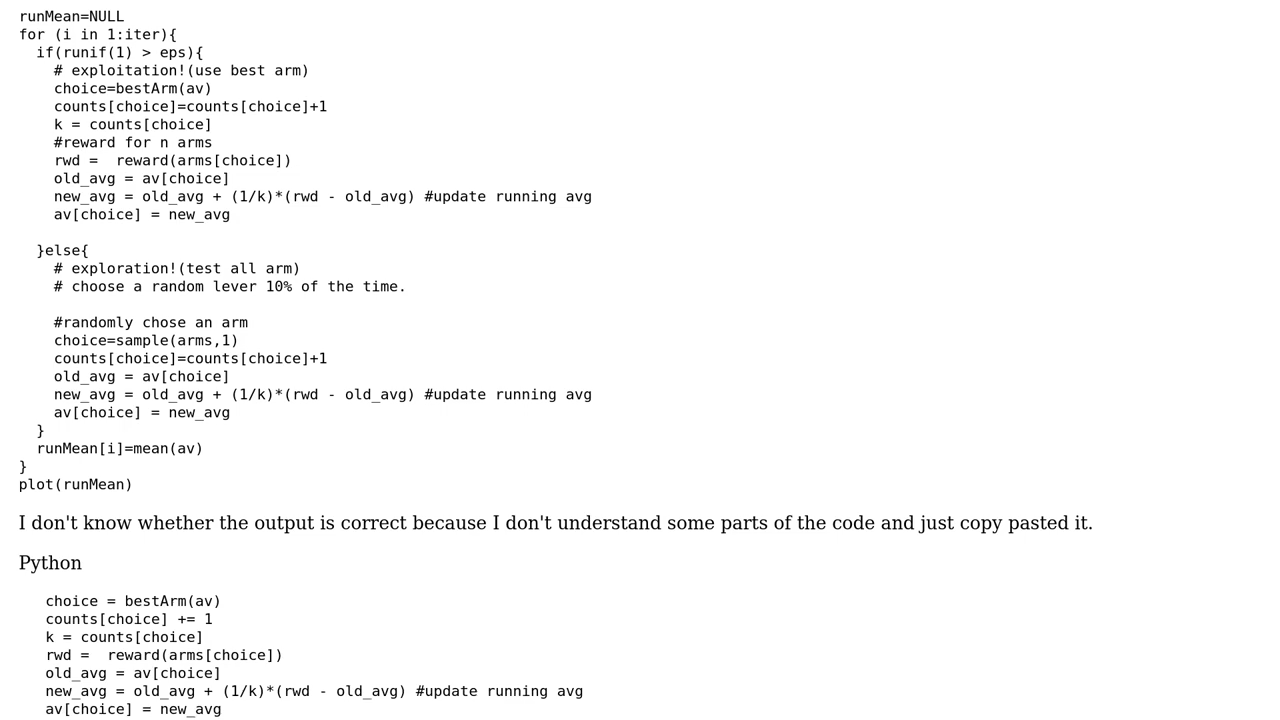 runMean=NULL
for (i in 1:iter){
  if(runif(1) > eps){
    # exploitation!(use best arm)
    choice=bestArm(av)
    counts[choice]=counts[choice]+1
    k = counts[choice]
    #reward for n arms
    rwd =  reward(arms[choice])
    old_avg = av[choice]
    new_avg = old_avg + (1/k)*(rwd - old_avg) #update running avg
    av[choice] = new_avg

  }else{
    # exploration!(test all arm)
    # choose a random lever 10% of the time.

    #randomly chose an arm
    choice=sample(arms,1)
    counts[choice]=counts[choice]+1
    old_avg = av[choice]
    new_avg = old_avg + (1/k)*(rwd - old_avg) #update running avg
    av[choice] = new_avg
  }
  runMean[i]=mean(av)
}
plot(runMean)
I don't know whether the output is correct because I don't understand some parts of the code and just copy pasted it.
Python
   choice = bestArm(av)
   counts[choice] += 1
   k = counts[choice]
   rwd =  reward(arms[choice])
   old_avg = av[choice]
   new_avg = old_avg + (1/k)*(rwd - old_avg) #update running avg
   av[choice] = new_avg